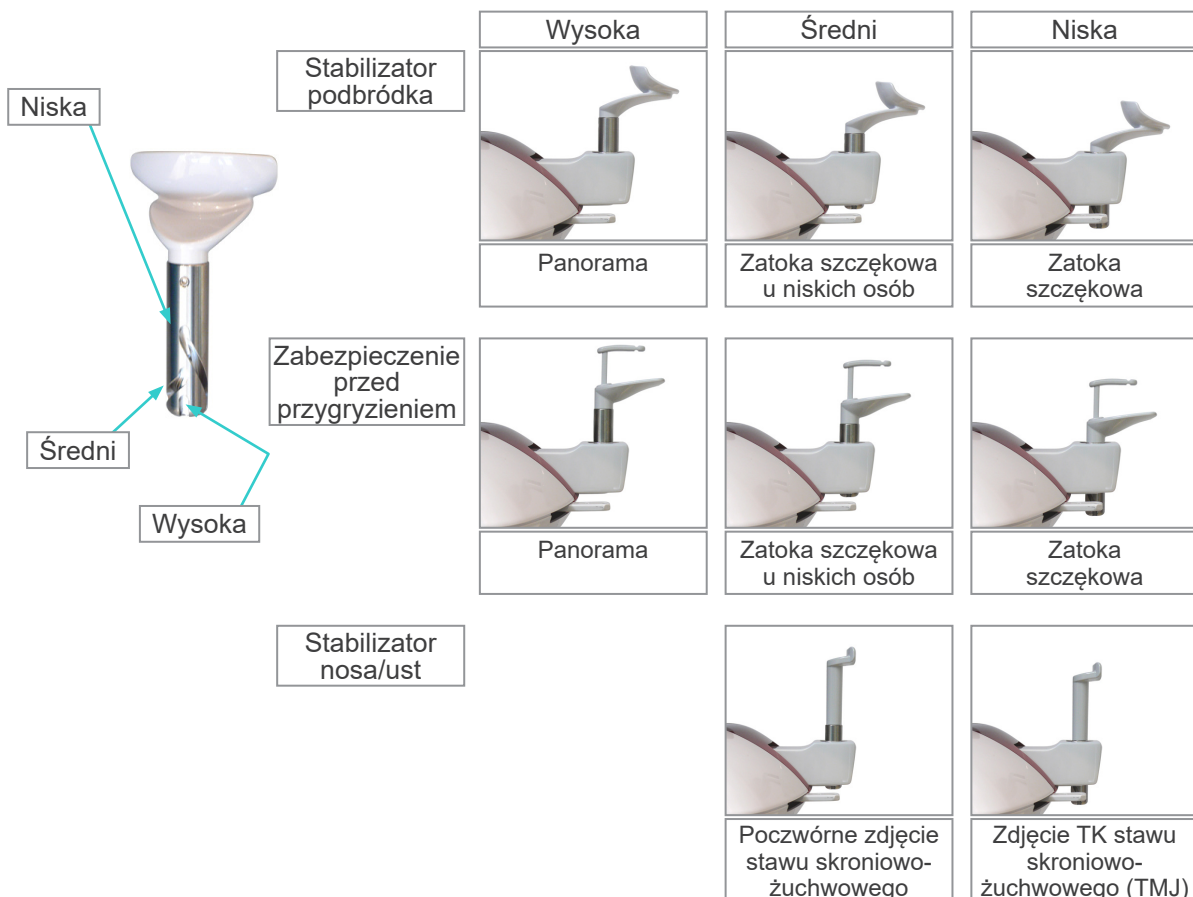 Wysoka
Średni
Niska
Stabilizator
podbródka
Niska
Średni
Wysoka
Panorama
Zatoka szczękowa
u niskich osób
Zatoka
szczękowa
Zabezpieczenie
przed
przygryzieniem
Panorama
Zatoka szczękowa
u niskich osób
Zatoka
szczękowa
Stabilizator
nosa/ust
Poczwórne zdjęcie
stawu skroniowo-
żuchwowego
Zdjęcie TK stawu
skroniowo-
żuchwowego (TMJ)